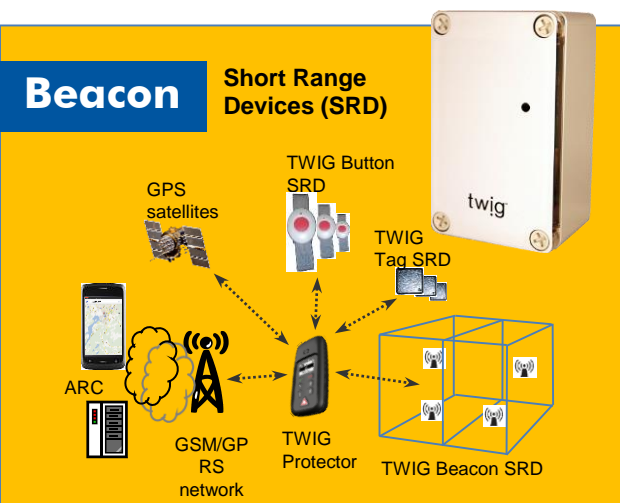 Beacon
Short Range
Devices (SRD)
twig
TWIG Button
SRD
GPS
satellites
TWIG
Tag SRD
ARC
GSM/GP
RS
network
TWIG
Protector
TWIG Beacon SRD